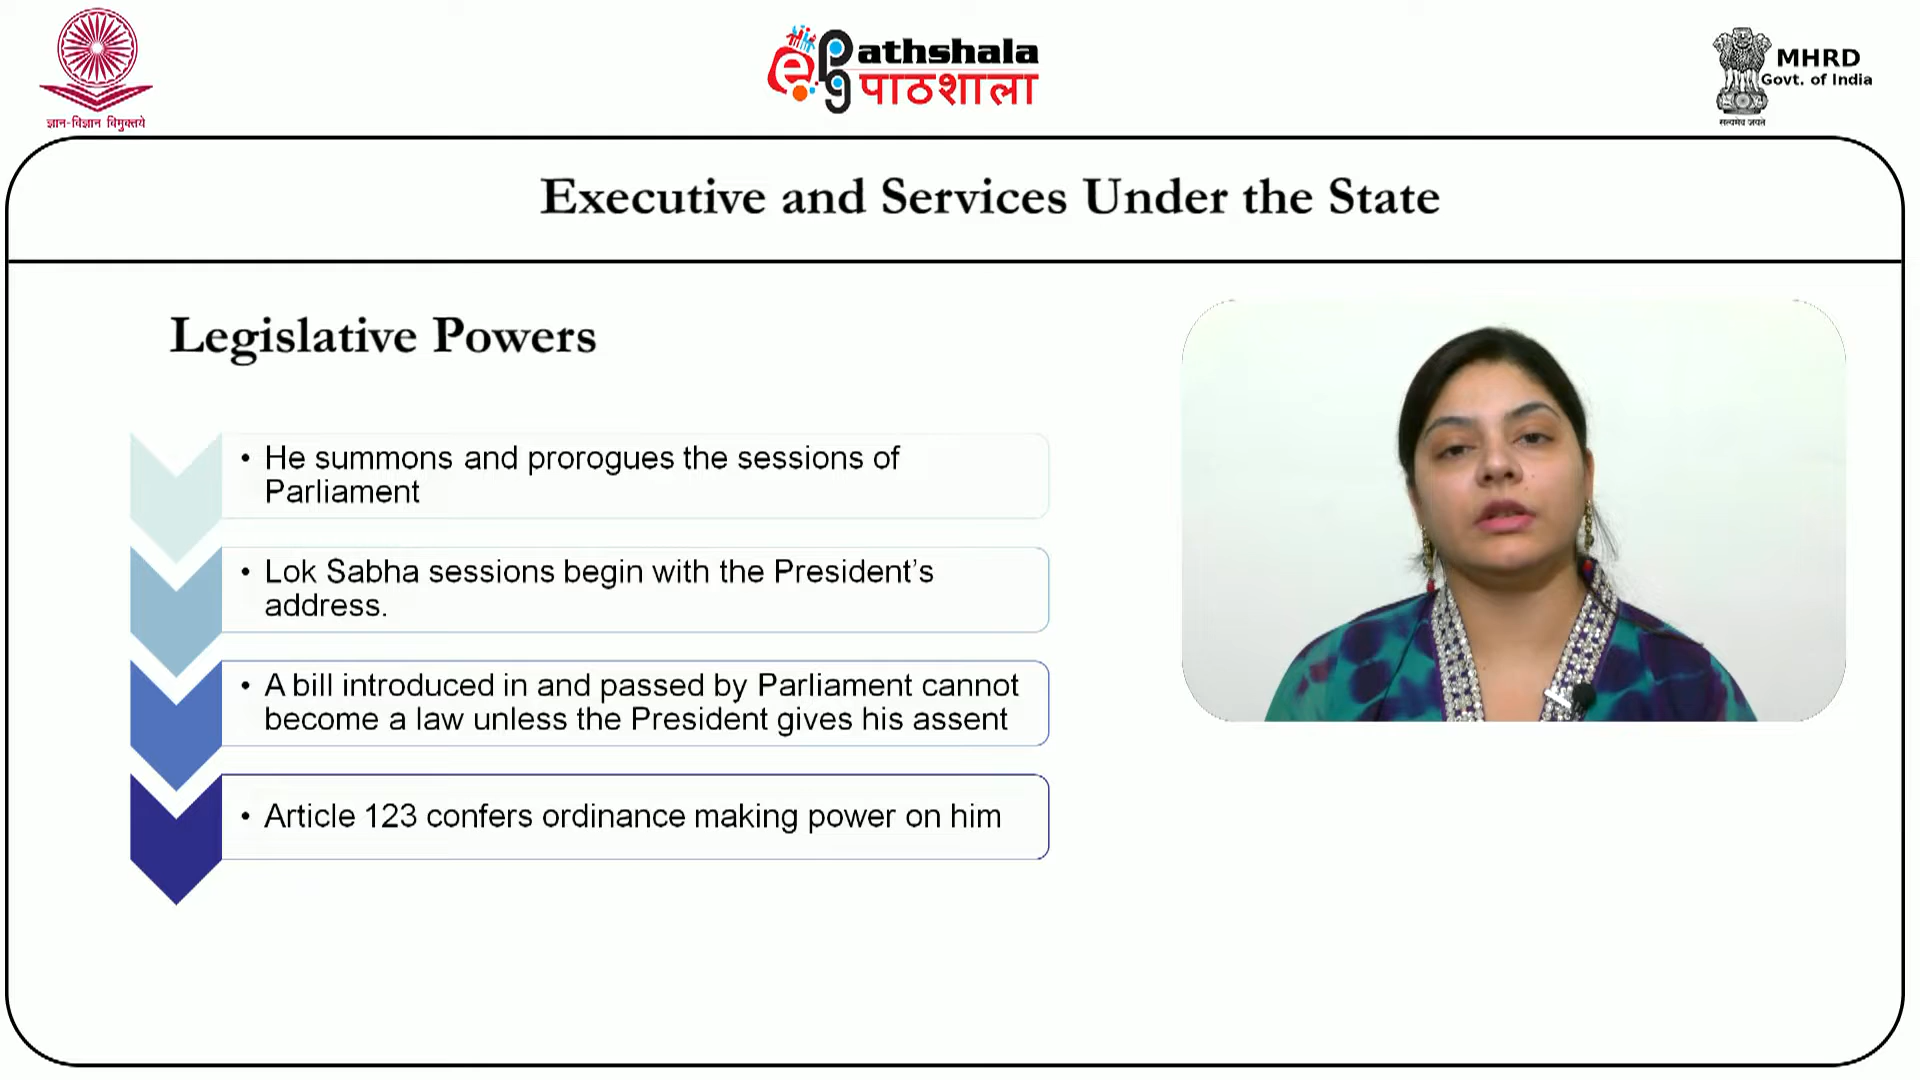 ज्ञान-विज्ञान विमुक्तये
e pg
athshala
पाठशाला
MHRD
Govt. of India
सत्यमेव जयते
Executive and Services Under the State
Legislative Powers
• He summons and prorogues the sessions of
Parliament
• Lok Sabha sessions begin with the President’s
address.
• A bill introduced in and passed by Parliament cannot
become a law unless the President gives his assent
• Article 123 confers ordinance making power on him